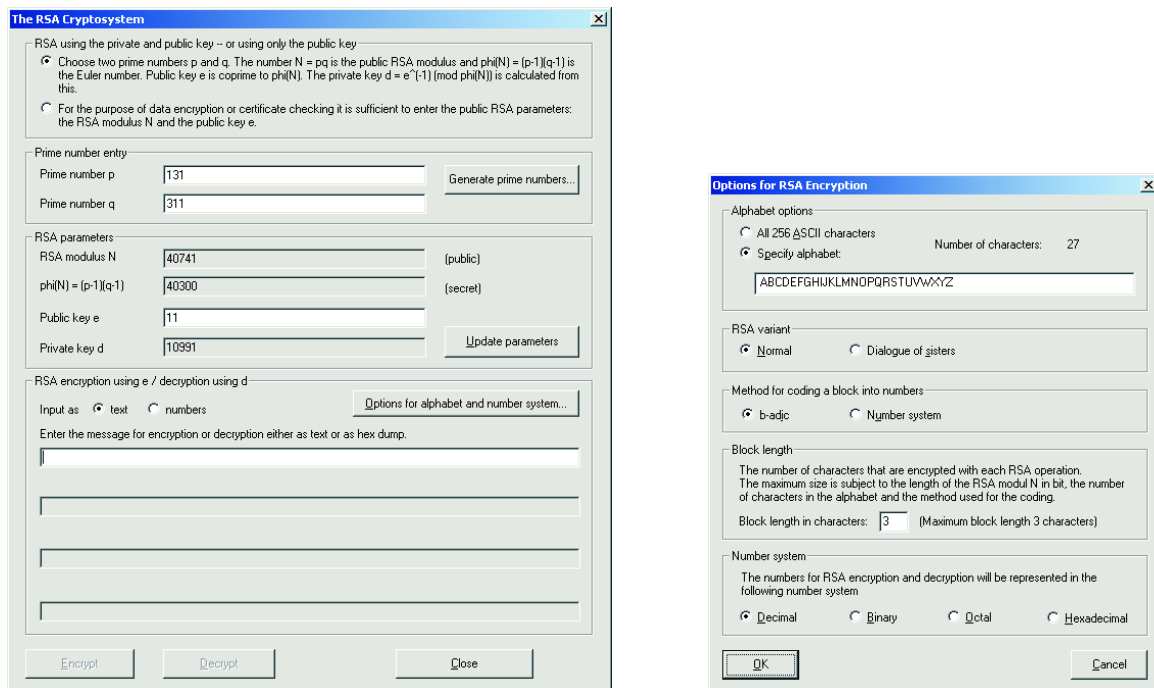 The RSA Cryptosystem
RSA using the private and public key -- or using only the public key
Choose two prime numbers p and q. The number N = pq is the public RSA modulus and phi(N) = (p-1)(q-1) is
the Euler number. Public key e is coprime to phi(N). The private key d = e^(-1) (mod phi(N)) is calculated from
this.
For the purpose of data encryption or certificate checking it is sufficient to enter the public RSA parameters:
the RSA modulus N and the public key e.
Prime number entry
Prime number p 131 Generate prime numbers...
Prime number q 311
RSA parameters
RSA modulus N 40741 (public)
phi(N) = (p-1)(q-1) 40300 (secret)
Public key e 11
Private key d 10991 Update parameters
RSA encryption using e / decryption using d
Input as text numbers Options for alphabet and number system...
Enter the message for encryption or decryption either as text or as hex dump.
Encrypt Decrypt Close
Options for RSA Encryption
Alphabet options
All 256 ASCII characters
Number of characters: 27
Specify alphabet:
ABCDEFGHIJKLMNOPQRSTUVWXYZ
RSA variant
Normal Dialogue of sisters
Method for coding a block into numbers
b-adic Number system
Block length
The number of characters that are encrypted with each RSA operation.
The maximum size is subject to the length of the RSA modul N in bit, the number
of characters in the alphabet and the method used for the coding.
Block length in characters: 3 (Maximum block length 3 characters)
Number system
The numbers for RSA encryption and decryption will be represented in the
following number system
Decimal Binary Octal Hexadecimal
OK Cancel